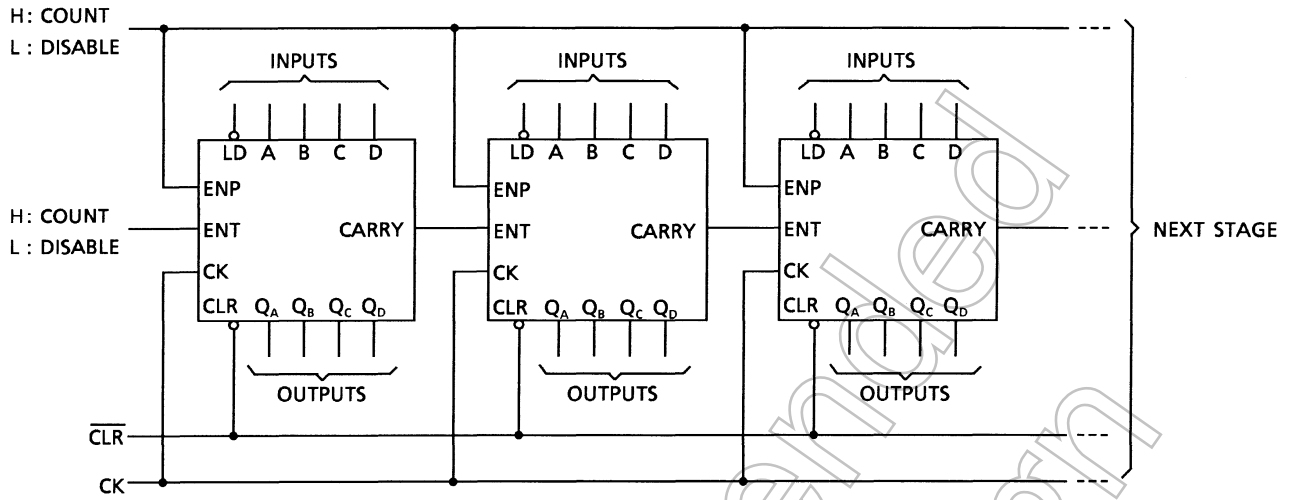 H: COUNT
L : DISABLE
INPUTS INPUTS INPUTS
LD A B C D LD A B C D LD A B C D
ENP ENP ENP
H: COUNT
L : DISABLE
ENT CARRY ENT CARRY ENT CARRY
NEXT STAGE
CK CK CK
CLR QA QB QC QD CLR QA QB QC QD CLR QA QB QC QD
OUTPUTS OUTPUTS OUTPUTS
CLR
CK